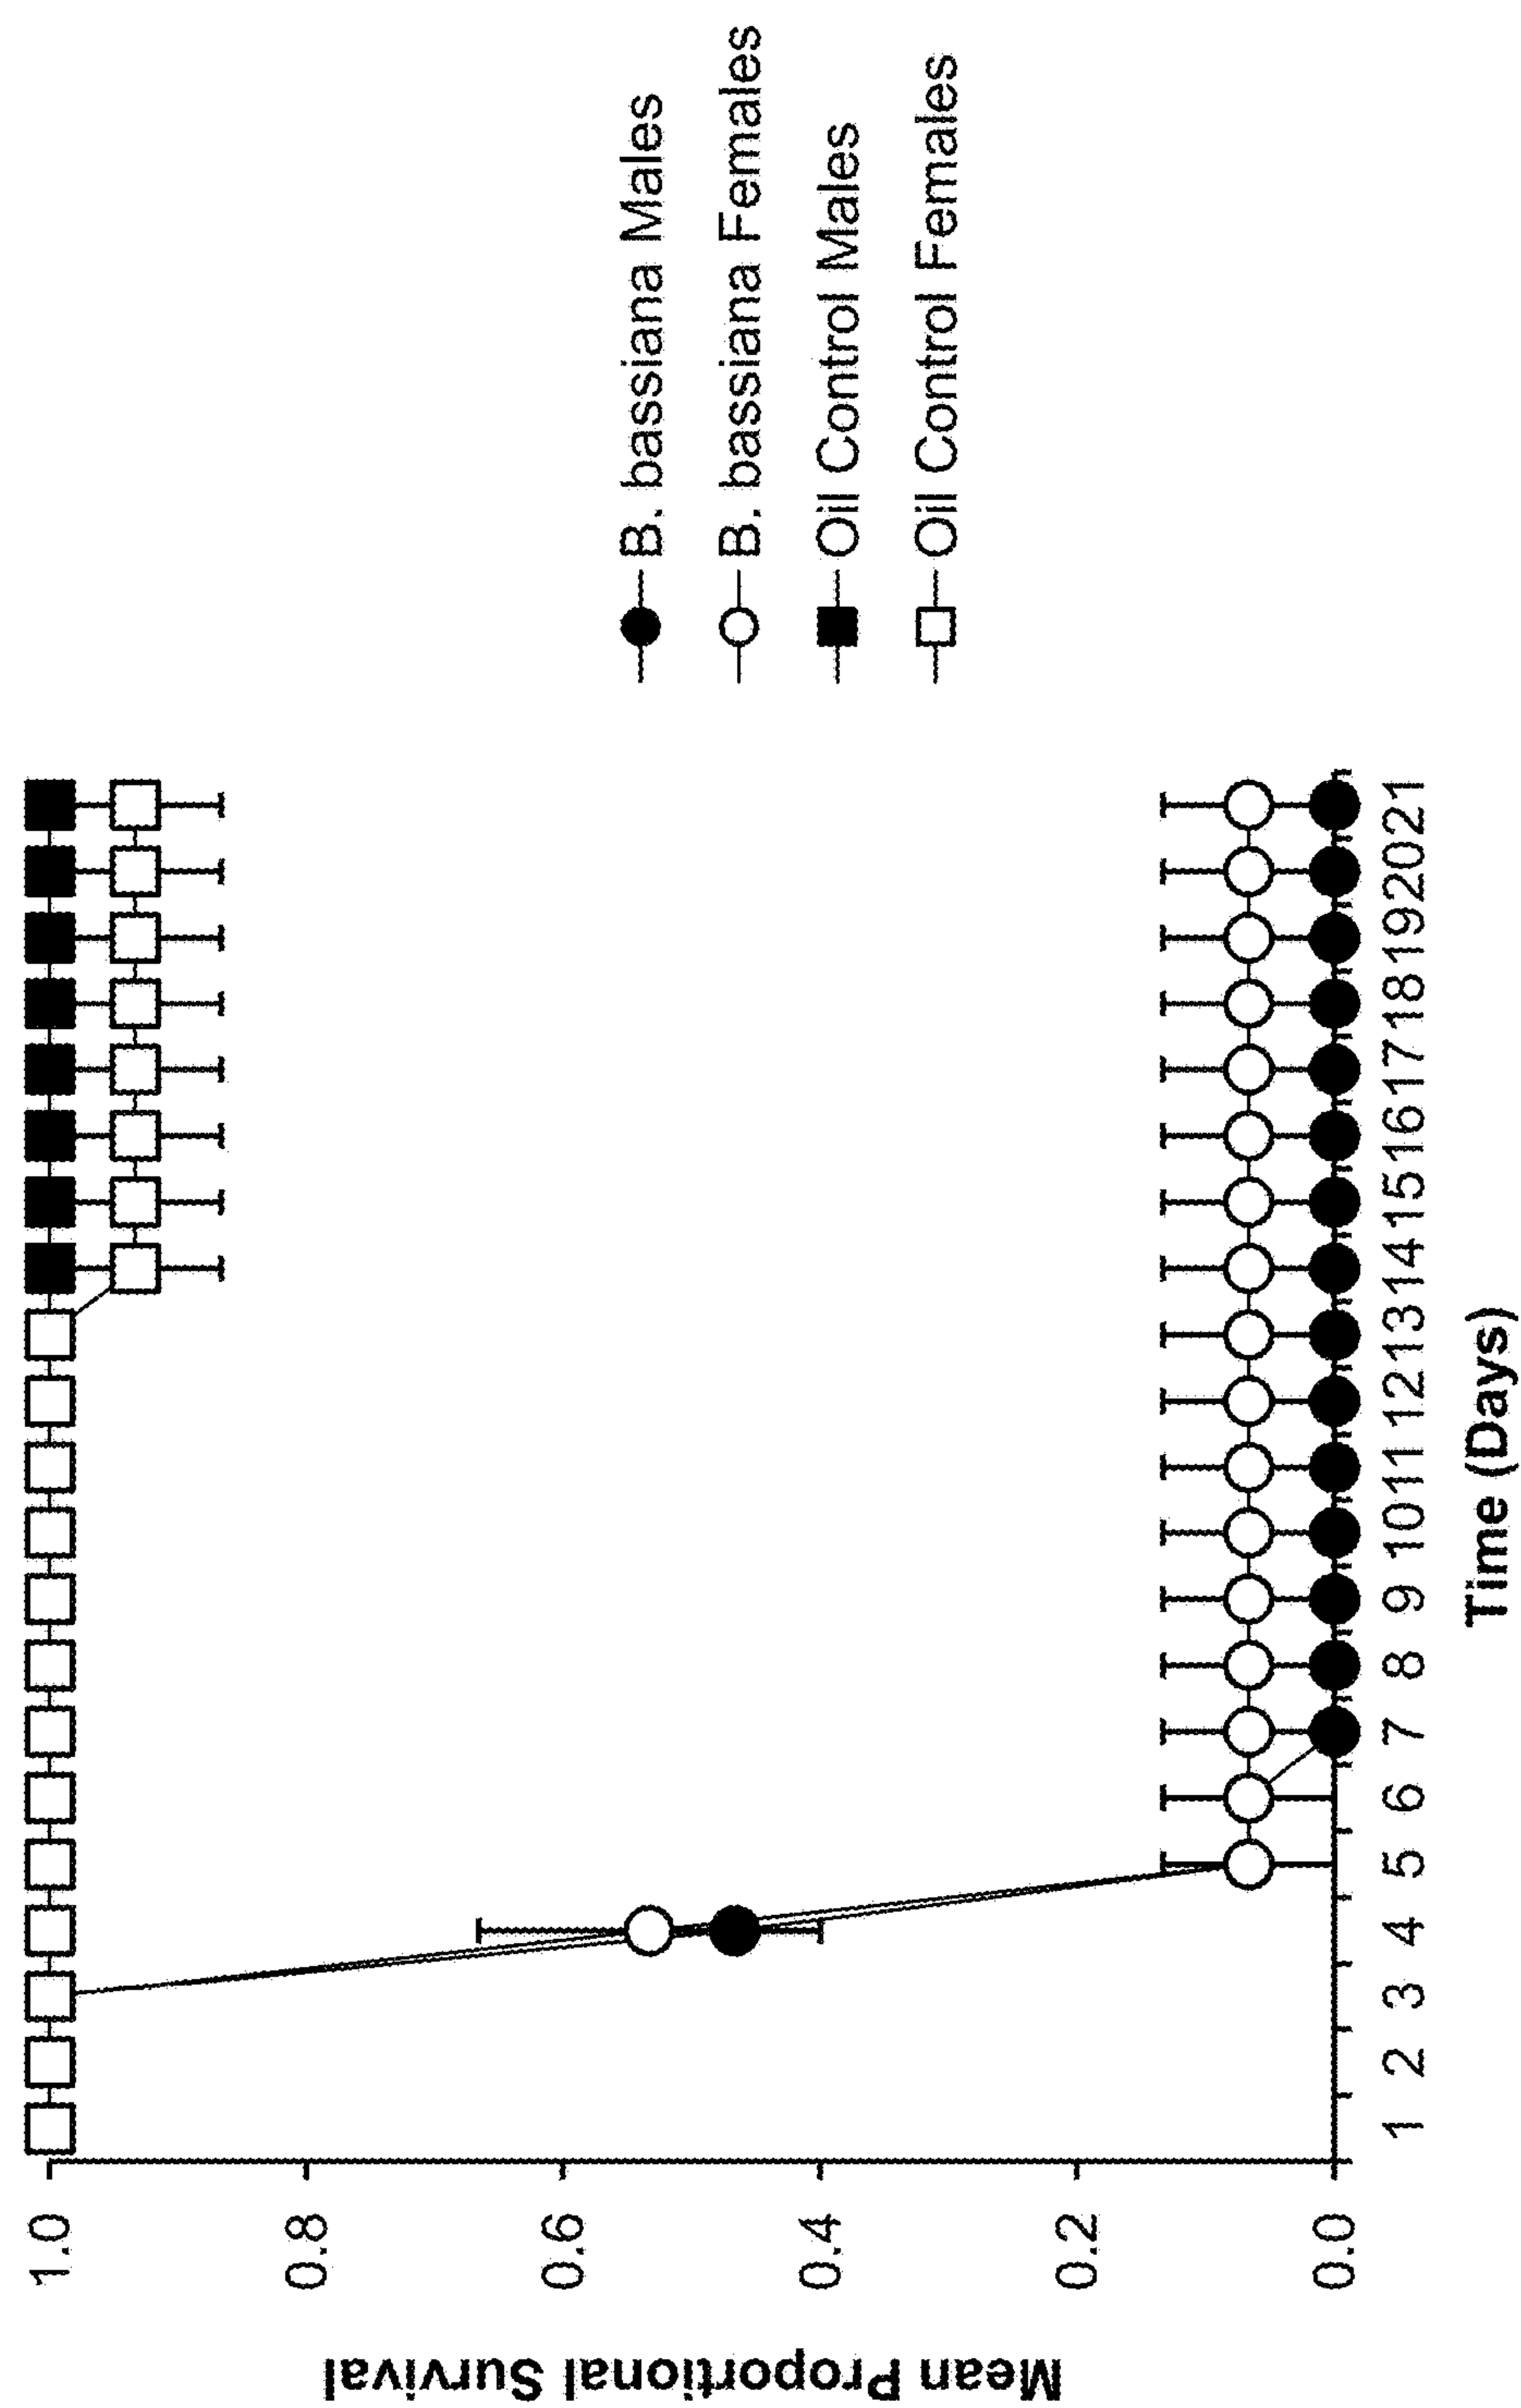 Mean Proportional Survival
1.0
0.8
0.6
0.4
0.2
0.0
1 2 3 4 5 6 7 8 9 10 11 12 13 14 15 16 17 18 19 20 21
Time (Days)
B. bassiana Males
B. bassiana Females
Oil Control Males
Oil Control Females